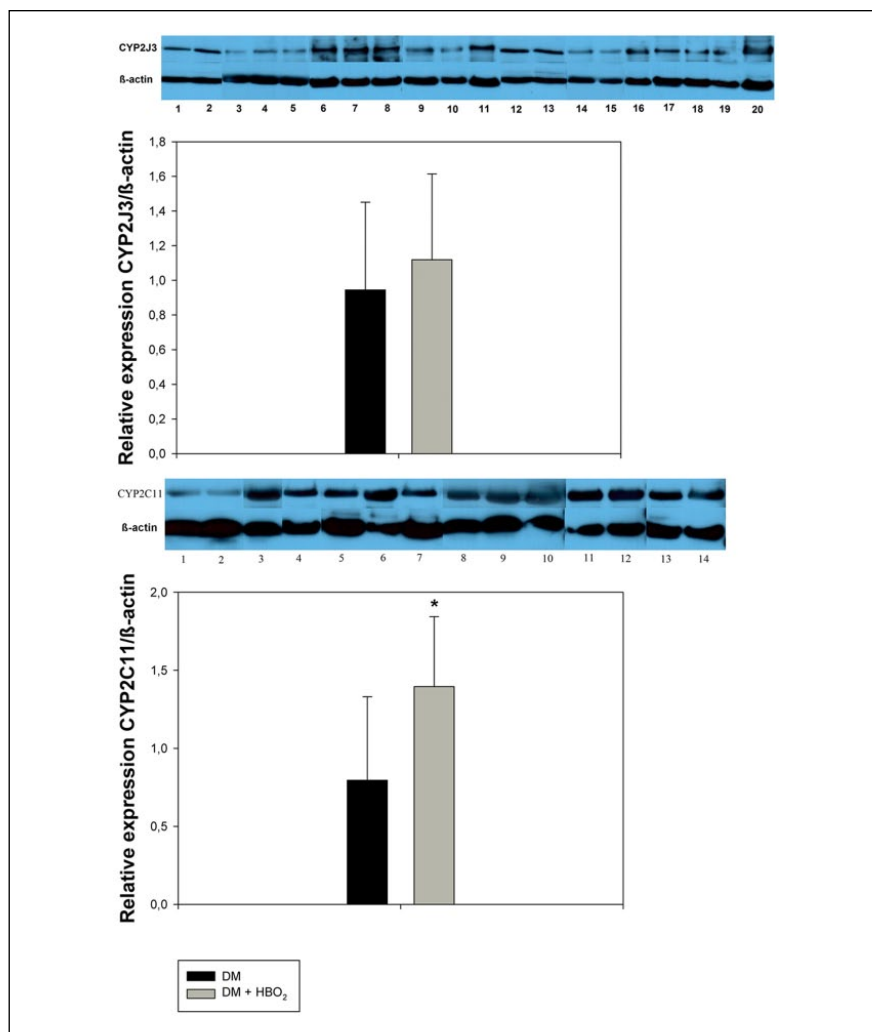 CYP2J3
ß-actin
1 2 3 4 5 6 7 8 9 10 11 12 13 14 15 16 17 18 19 20
Relative expression CYP2J3/ß-actin
1,8
1,6
1,4
1,2
1,0
0,8
0,6
0,4
0,2
0,0
CYP2C11
ß-actin
1 2 3 4 5 6 7 8 9 10 11 12 13 14
Relative expression CYP2C11/ß-actin
2,0
*
1,5
1,0
0,5
0,0
DM
DM + HBO₂